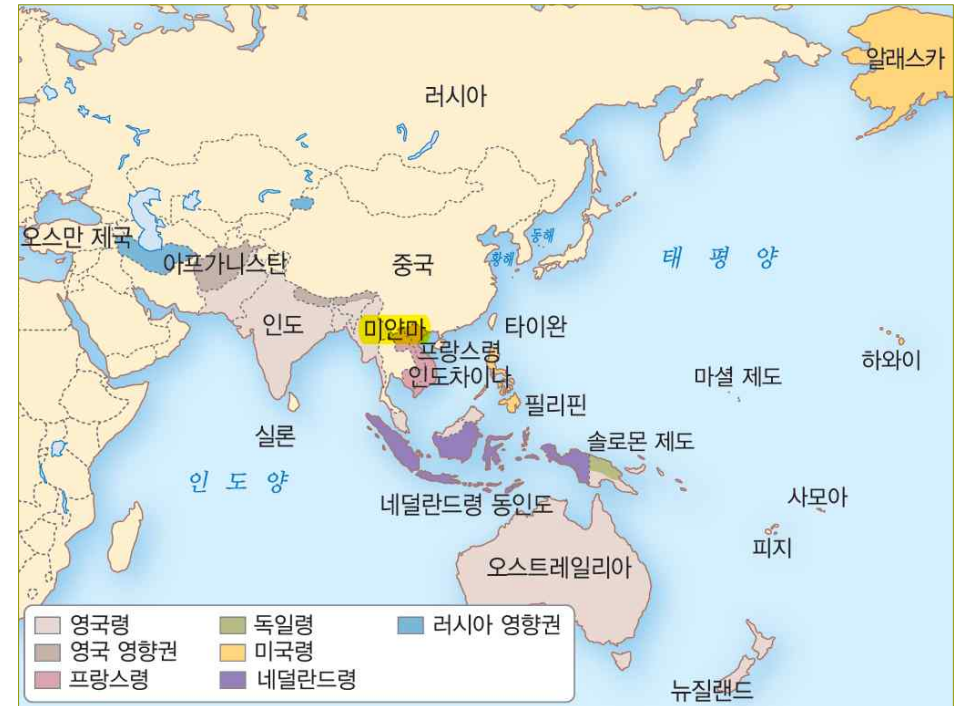 알래스카
러시아
오스만 제국
아프가니스탄
중국
동해
황해
태평양
인도
미얀마
타이완
프랑스령
인도차이나
하와이
마셜 제도
필리핀
실론
솔로몬 제도
인도양
네덜란드령 동인도
사모아
피지
오스트레일리아
뉴질랜드
영국령
독일령
러시아 영향권
영국 영향권
미국령
프랑스령
네덜란드령